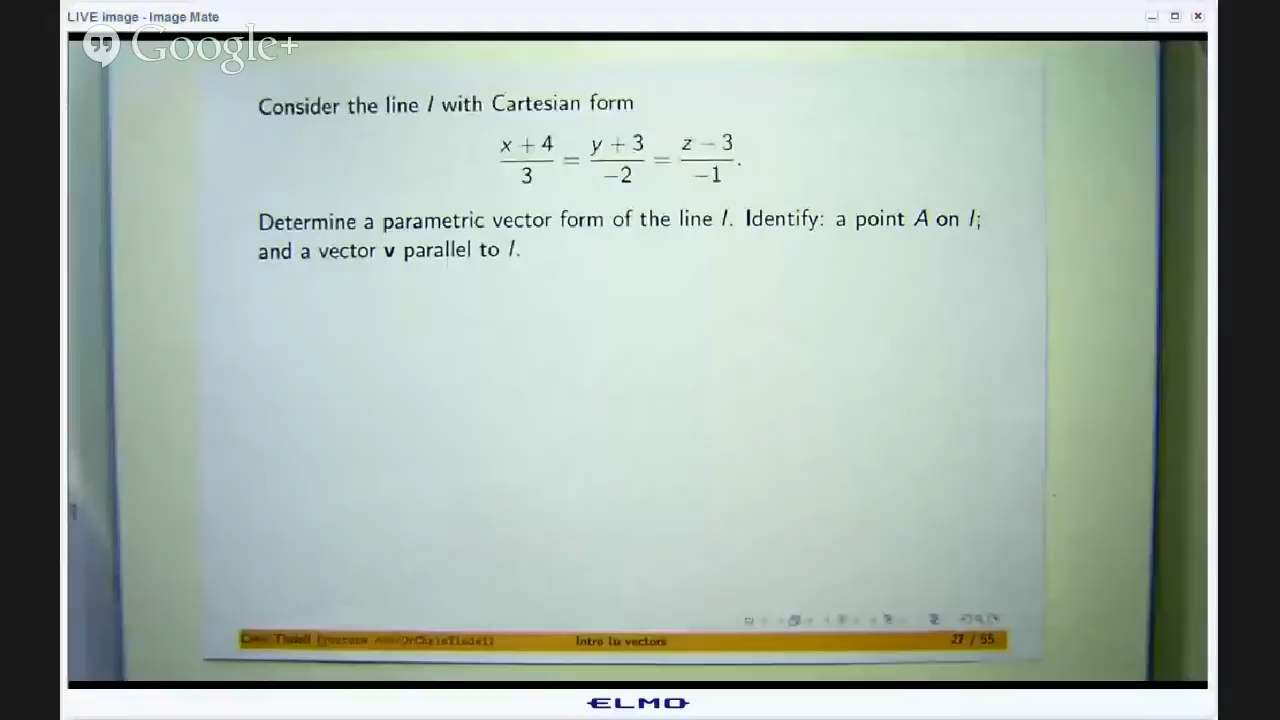 LIVE image - Image Mate
Google+
Consider the line l with Cartesian form
x + 4 / 3 = y + 3 / -2 = z - 3 / -1 .
Determine a parametric vector form of the line l. Identify: a point A on l;
and a vector v parallel to l.
Intro to vectors
27 / 55
ELMO